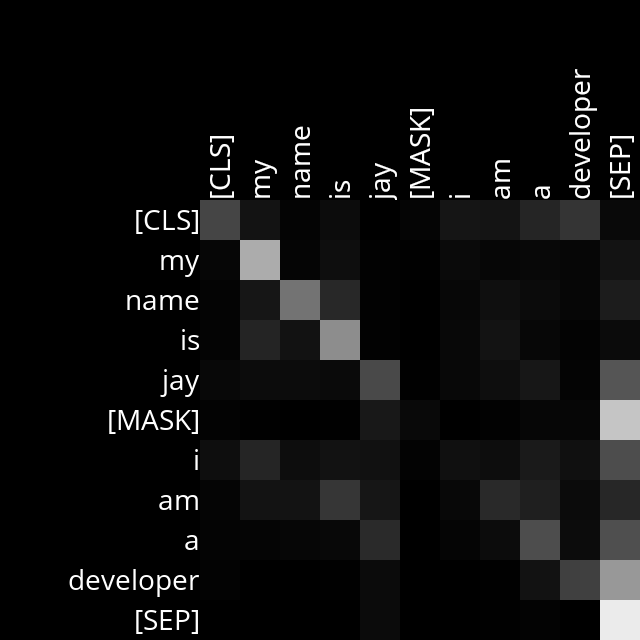 [CLS] my name is jay [MASK] i am a developer [SEP]
[CLS]
my
name
is
jay
[MASK]
i
am
a
developer
[SEP]